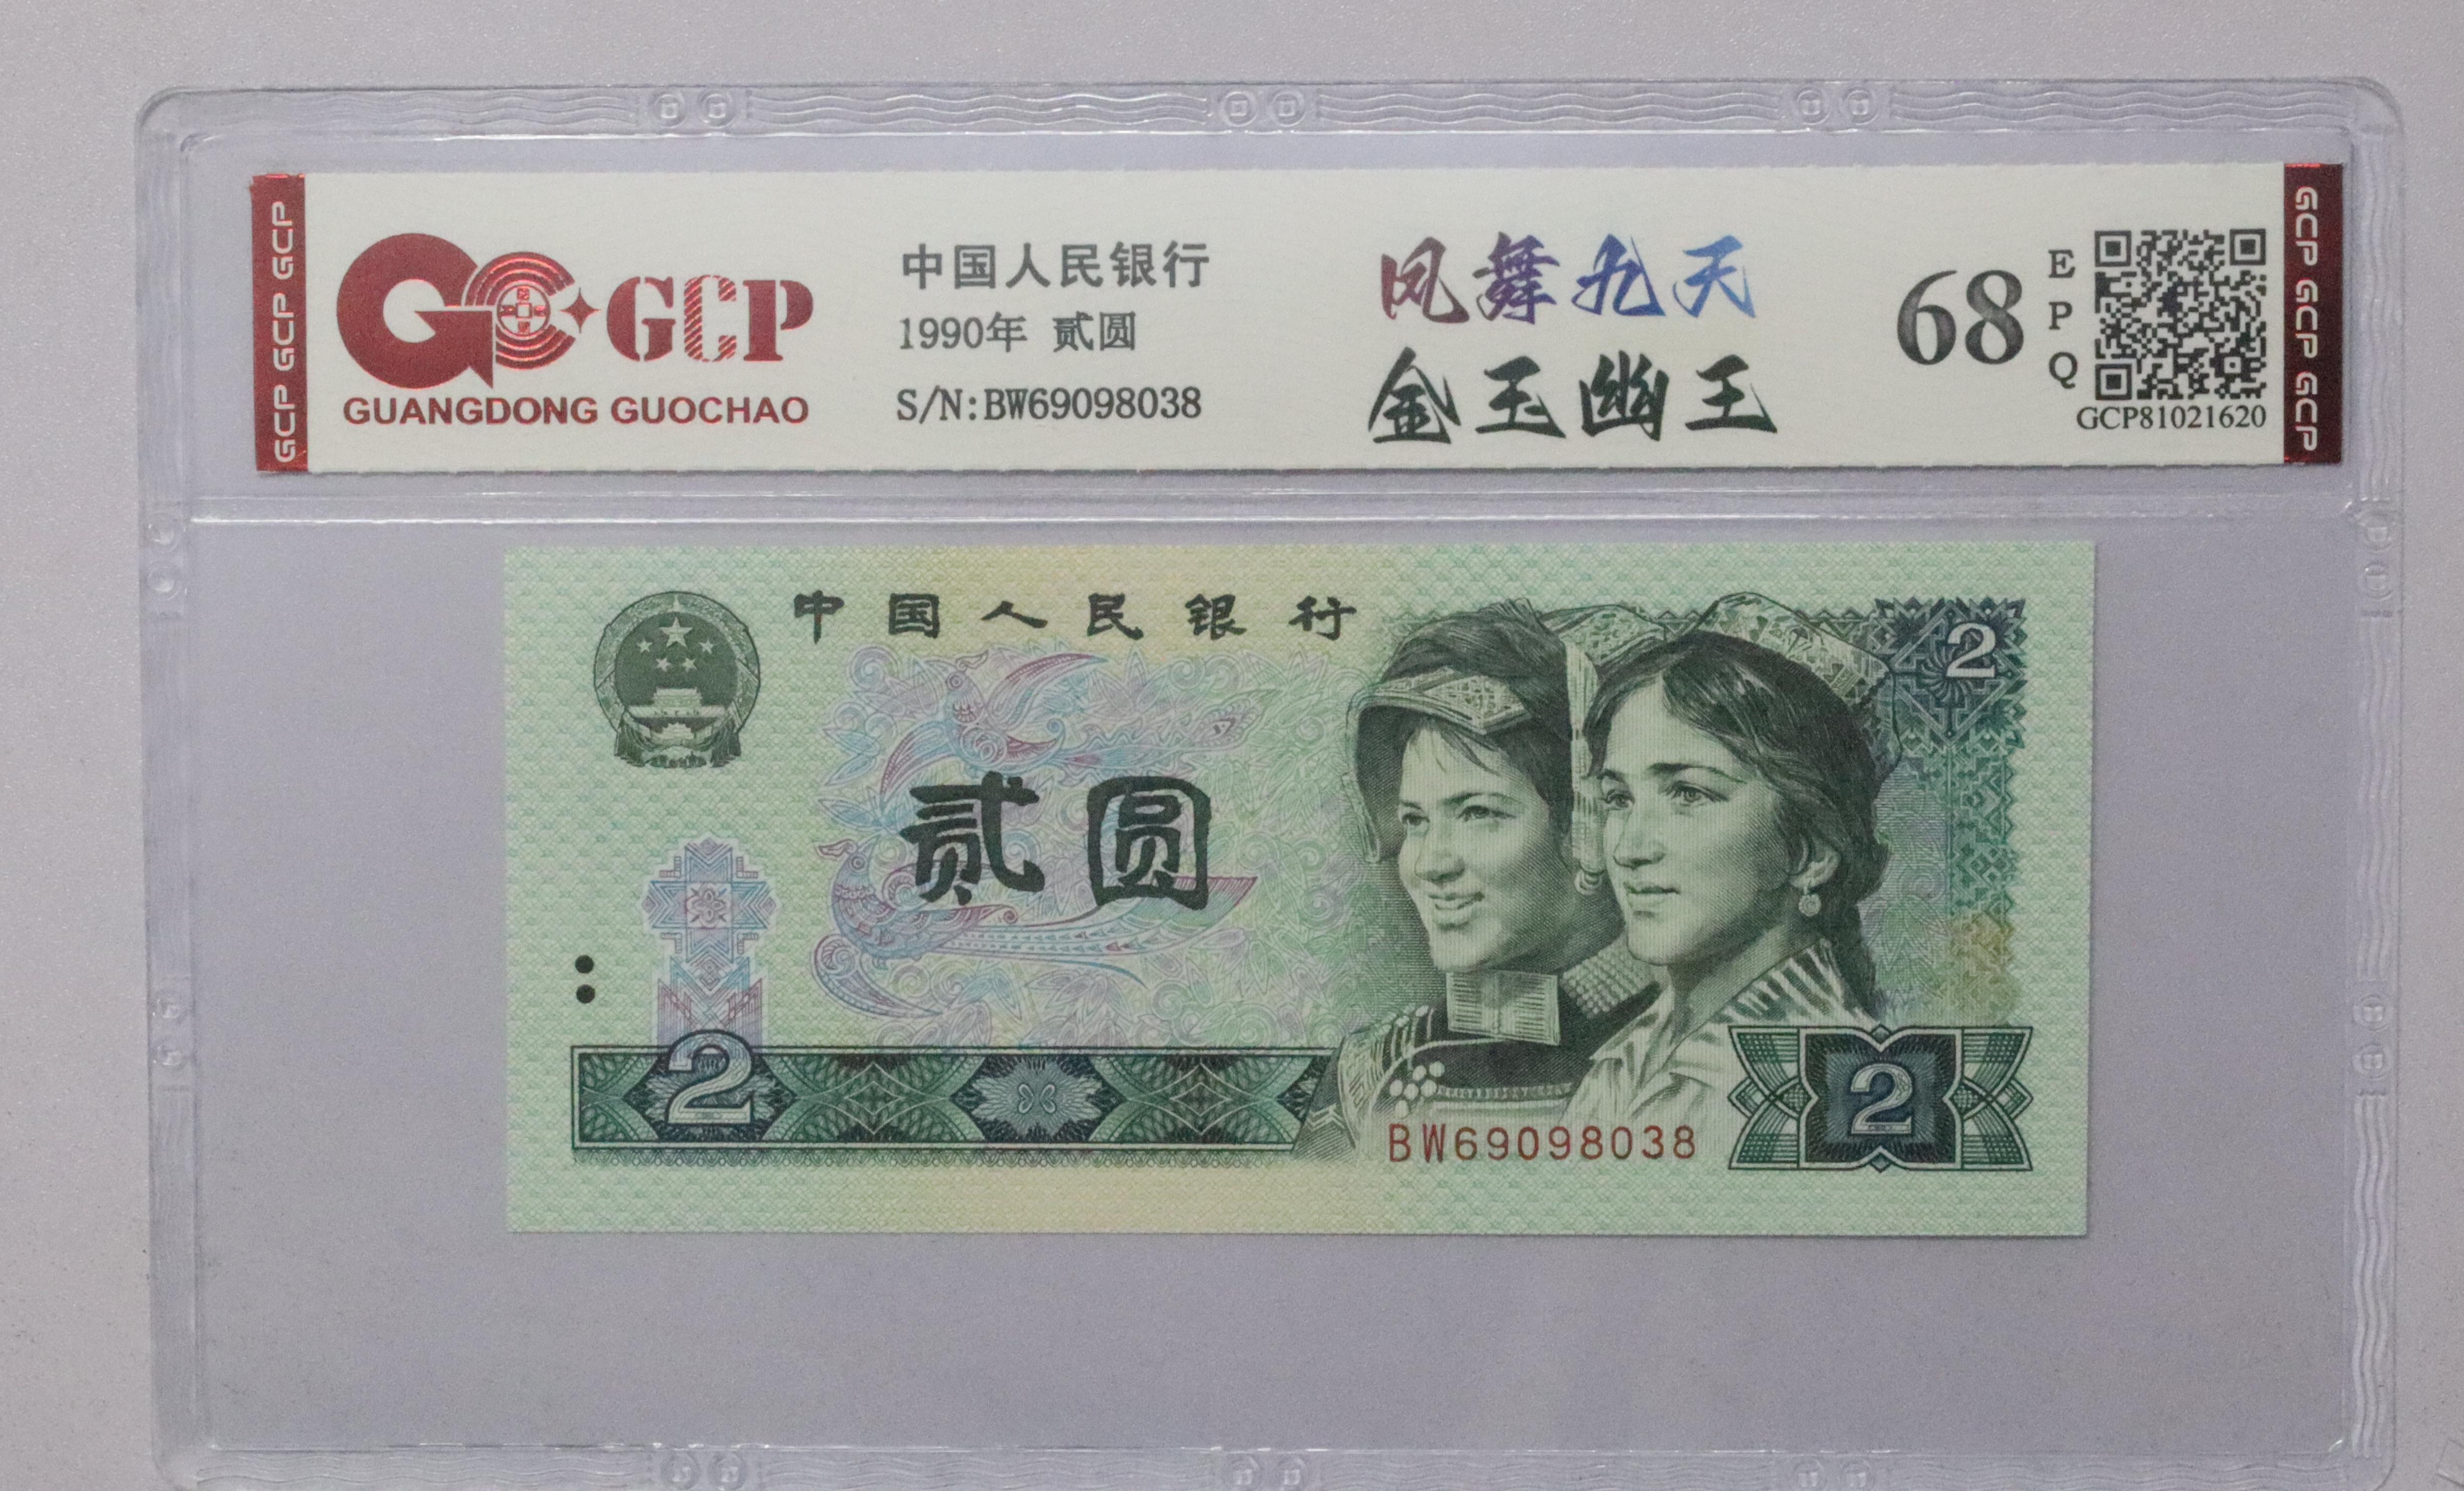 GCP GCP GCP
GCP
GUANGDONG GUOCHAO
中国人民银行
1990年 贰圆
S/N:BW69098038
凤舞九天
金玉幽王
68
EPQ
GCP81021620
GCP GCP GCP
中国人民银行
2
贰圆
2
2
BW69098038